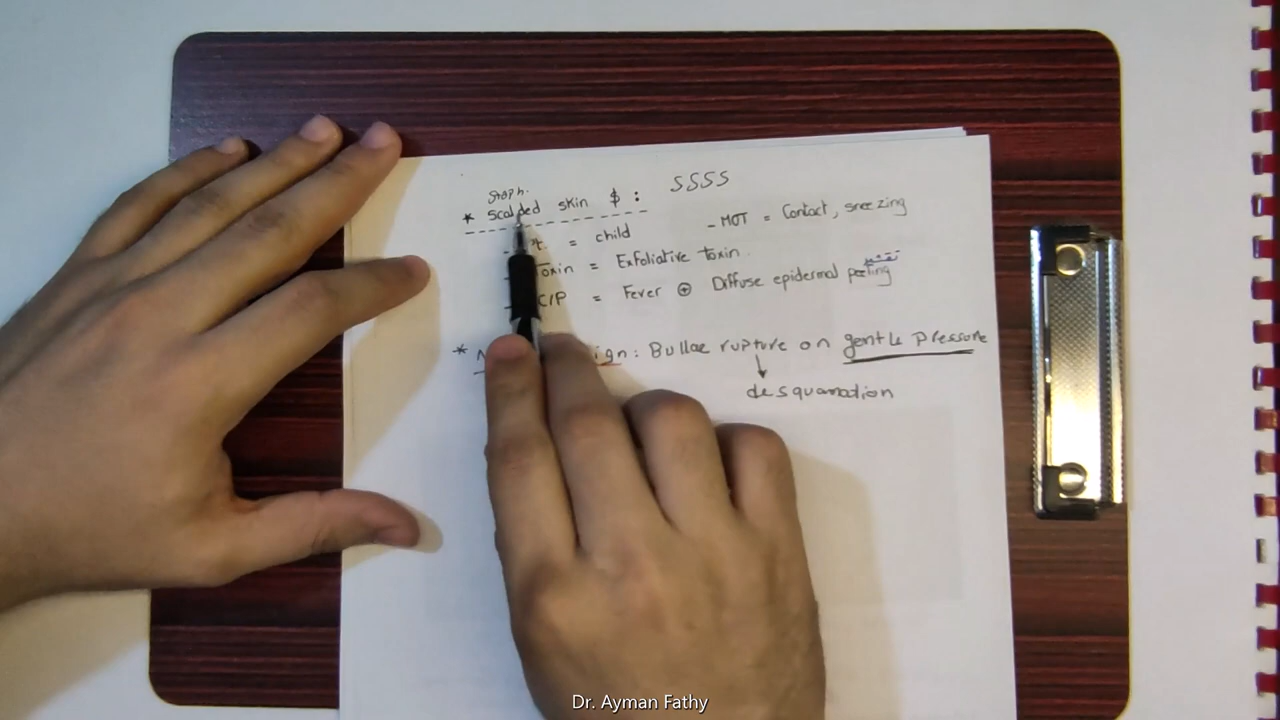 Staph.
* Scalded skin $ : SSSS
= child - MOT = Contact, sneezing
Toxin = Exfoliative toxin
- C/P = Fever ⊕ Diffuse epidermal peeling
تقشير
* N ign : Bullae rupture on gentle pressure
↓
desquamation
Dr. Ayman Fathy